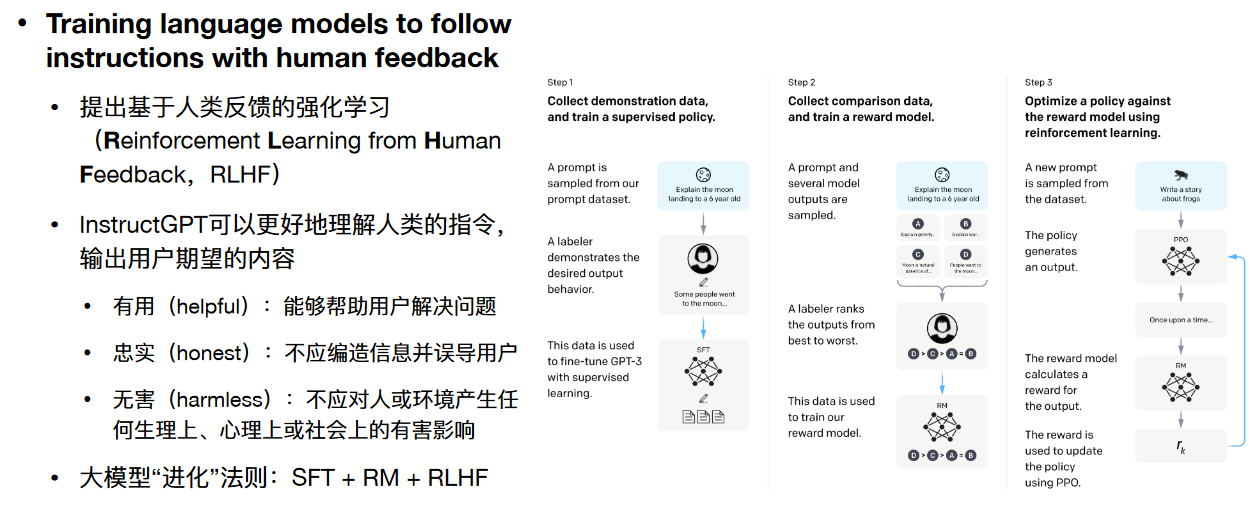 Training language models to follow
instructions with human feedback
提出基于人类反馈的强化学习
（Reinforcement Learning from Human
Feedback，RLHF）
InstructGPT可以更好地理解人类的指令，
输出用户期望的内容
有用（helpful）：能够帮助用户解决问题
忠实（honest）：不应编造信息并误导用户
无害（harmless）：不应对人或环境产生任
何生理上、心理上或社会上的有害影响
大模型“进化”法则：SFT + RM + RLHF
Step 1
Collect demonstration data,
and train a supervised policy.
A prompt is
sampled from our
prompt dataset.
Explain the moon
landing to a 6 year old
A labeler
demonstrates the
desired output
behavior.
Some people went
to the moon...
This data is used
to fine-tune GPT-3
with supervised
learning.
SFT
Step 2
Collect comparison data,
and train a reward model.
A prompt and
several model
outputs are
sampled.
Explain the moon
landing to a 6 year old
A
Explain gravity...
B
Explain war...
C
Moon is natural
satellite of...
D
People went to
the moon...
A labeler ranks
the outputs from
best to worst.
D > C > A = B
This data is used
to train our
reward model.
RM
D > C > A = B
Step 3
Optimize a policy against
the reward model using
reinforcement learning.
A new prompt
is sampled from
the dataset.
Write a story
about frogs
The policy
generates
an output.
PPO
Once upon a time...
The reward model
calculates a
reward for
the output.
RM
The reward is
used to update
the policy
using PPO.
rk